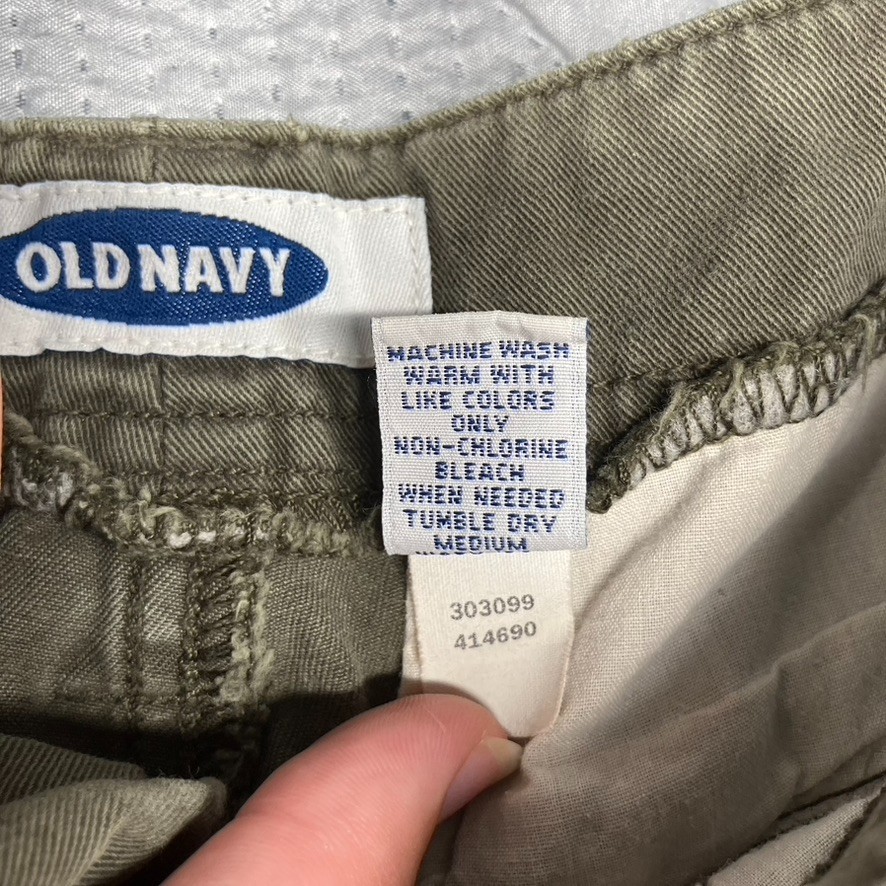 OLD NAVY
MACHINE WASH
WARM WITH
LIKE COLORS
ONLY
NON-CHLORINE
BLEACH
WHEN NEEDED
TUMBLE DRY
MEDIUM
303099
414690